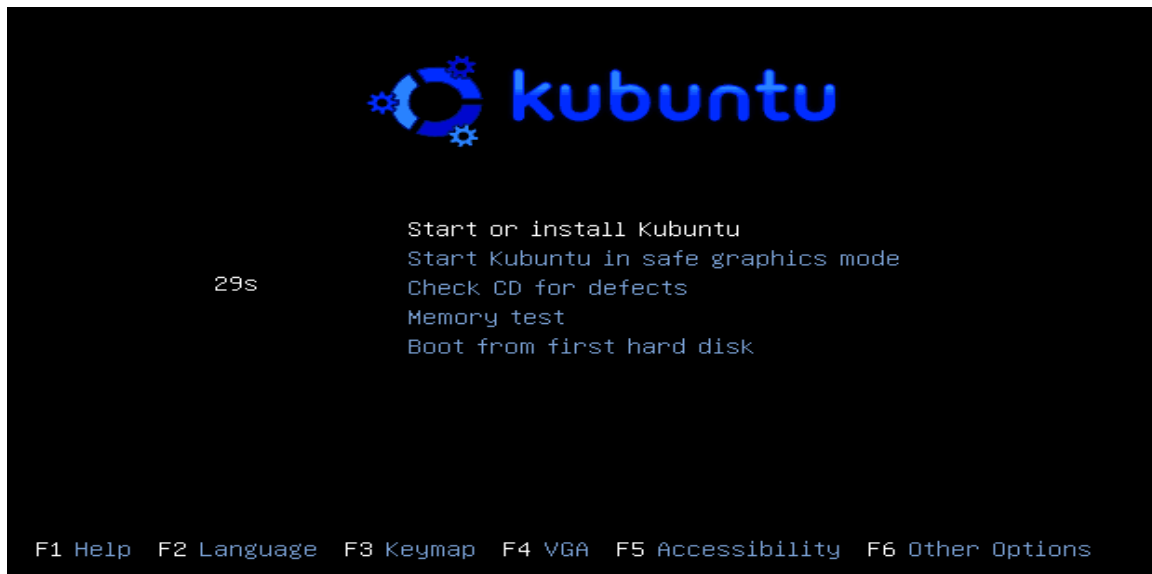 kubuntu
Start or install Kubuntu
Start Kubuntu in safe graphics mode
29s
Check CD for defects
Memory test
Boot from first hard disk
F1 Help F2 Language F3 Keymap F4 VGA F5 Accessibility F6 Other Options